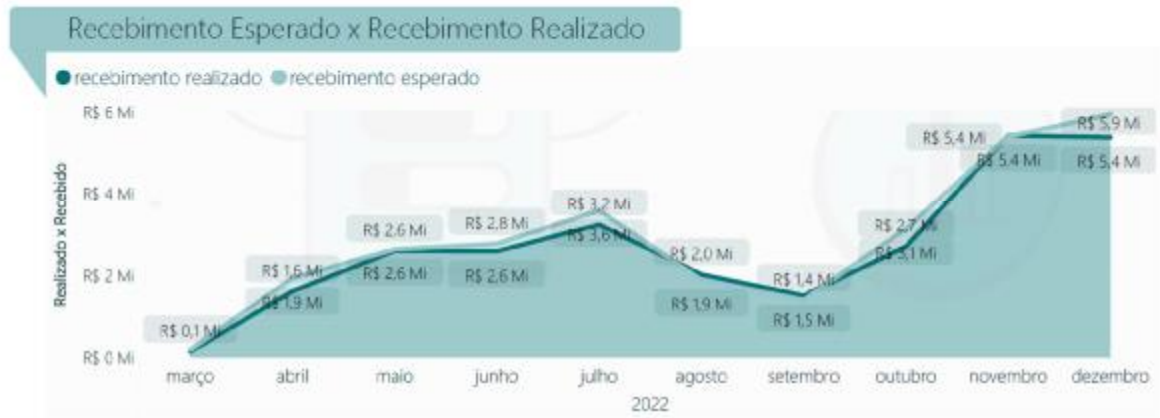 Recebimento Esperado x Recebimento Realizado
recebimento realizado recebimento esperado
R$ 6 Mi
R$ 4 Mi
R$ 2 Mi
R$ 0 Mi
Realizado x Recebido
R$ 0,1 Mi
R$ 1,6 Mi
R$ 1,9 Mi
R$ 2,6 Mi
R$ 2,6 Mi
R$ 2,8 Mi
R$ 2,6 Mi
R$ 3,2 Mi
R$ 3,6 Mi
R$ 2,0 Mi
R$ 1,9 Mi
R$ 1,4 Mi
R$ 1,5 Mi
R$ 2,7 Mi
R$ 3,1 Mi
R$ 5,4 Mi
R$ 5,4 Mi
R$ 5,9 Mi
R$ 5,4 Mi
março abril maio junho julho agosto setembro outubro novembro dezembro
2022